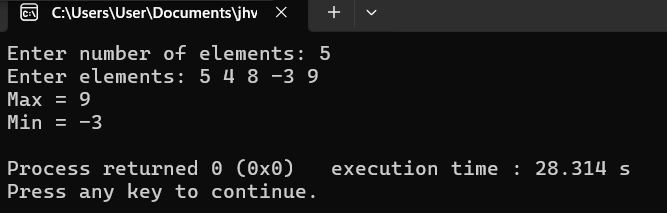 C:\Users\User\Documents\jhv
Enter number of elements: 5
Enter elements: 5 4 8 -3 9
Max = 9
Min = -3
Process returned 0 (0x0)   execution time : 28.314 s
Press any key to continue.